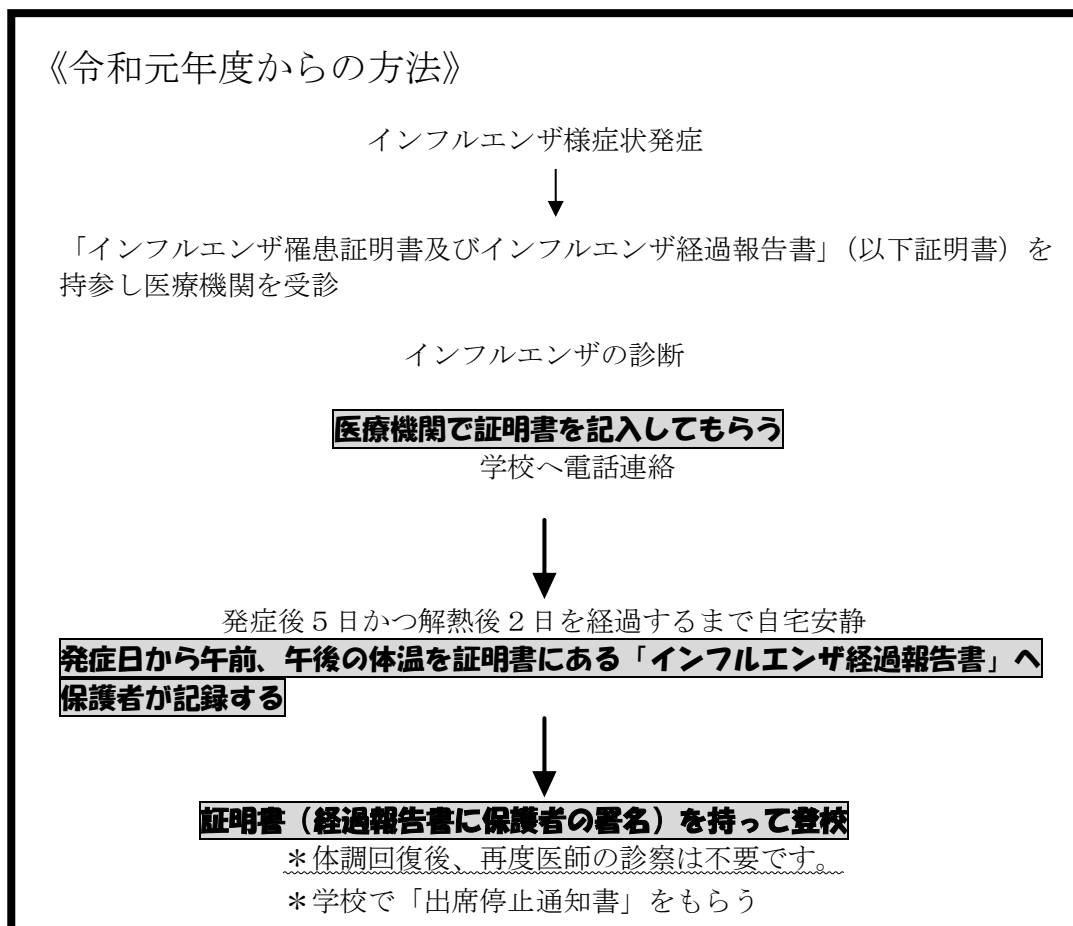 《令和元年度からの方法》
インフルエンザ様症状発症
「インフルエンザ罹患証明書及びインフルエンザ経過報告書」（以下証明書）を
持参し医療機関を受診
インフルエンザの診断
医療機関で証明書を記入してもらう
学校へ電話連絡
発症後５日かつ解熱後２日を経過するまで自宅安静
発症日から午前、午後の体温を証明書にある「インフルエンザ経過報告書」へ
保護者が記録する
証明書（経過報告書に保護者の署名）を持って登校
＊体調回復後、再度医師の診察は不要です。
＊学校で「出席停止通知書」をもらう